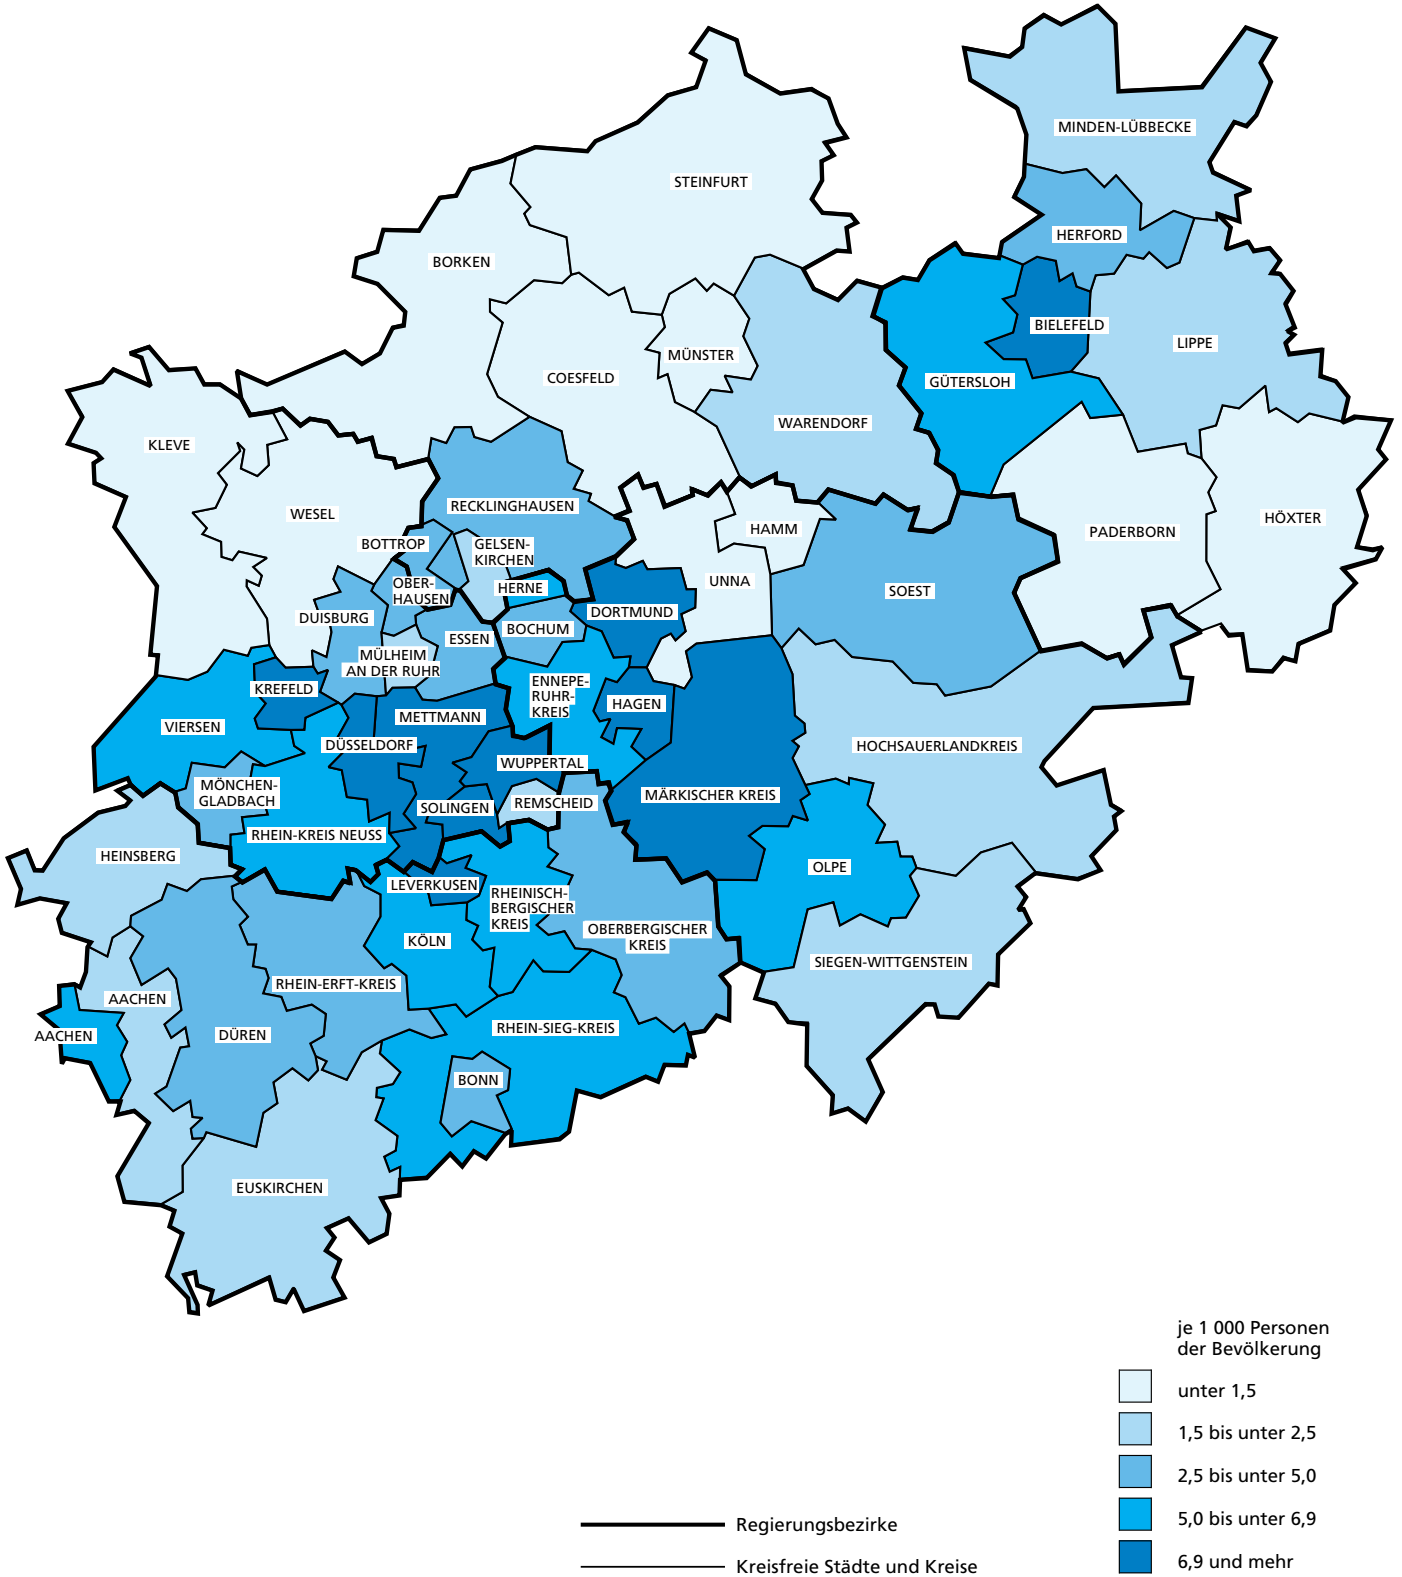 MINDEN-LÜBBECKE
STEINFURT
HERFORD
BORKEN
BIELEFELD
LIPPE
MÜNSTER
COESFELD
GÜTERSLOH
WARENDORF
KLEVE
RECKLINGHAUSEN
WESEL
HÖXTER
HAMM
PADERBORN
BOTTROP
GELSEN-
KIRCHEN
UNNA
OBER-
HAUSEN
HERNE
SOEST
DORTMUND
DUISBURG
BOCHUM
ESSEN
MÜLHEIM
AN DER RUHR
ENNEPE-
RUHR-
KREIS
KREFELD
HAGEN
METTMANN
VIERSEN
DÜSSELDORF
HOCHSAUERLANDKREIS
WUPPERTAL
MÖNCHEN-
GLADBACH
MÄRKISCHER KREIS
REMSCHEID
SOLINGEN
RHEIN-KREIS NEUSS
HEINSBERG
OLPE
LEVERKUSEN
RHEINISCH-
BERGISCHER
KREIS
OBERBERGISCHER
KREIS
KÖLN
SIEGEN-WITTGENSTEIN
RHEIN-ERFT-KREIS
AACHEN
RHEIN-SIEG-KREIS
AACHEN
DÜREN
BONN
EUSKIRCHEN
je 1 000 Personen
der Bevölkerung
unter 1,5
1,5 bis unter 2,5
2,5 bis unter 5,0
5,0 bis unter 6,9
6,9 und mehr
Regierungsbezirke
Kreisfreie Städte und Kreise